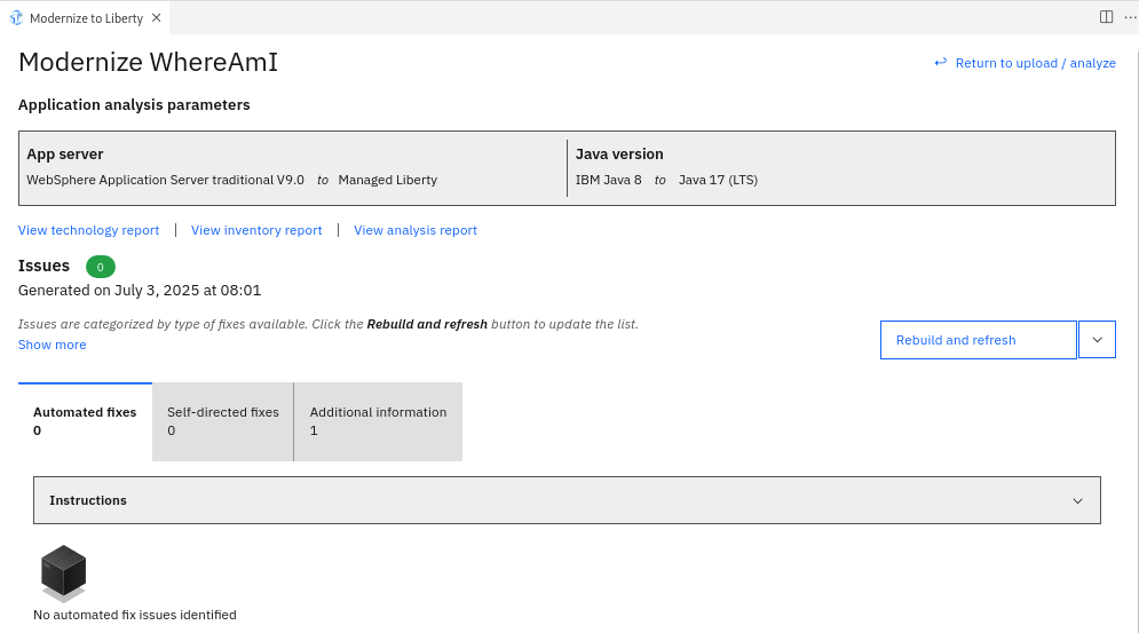 Modernize to Liberty
Modernize WhereAmI
Return to upload / analyze
Application analysis parameters
App server
Java version
WebSphere Application Server traditional V9.0 to Managed Liberty
IBM Java 8 to Java 17 (LTS)
View technology report | View inventory report | View analysis report
Issues 0
Generated on July 3, 2025 at 08:01
Issues are categorized by type of fixes available. Click the Rebuild and refresh button to update the list.
Show more
Rebuild and refresh
Automated fixes
0
Self-directed fixes
0
Additional information
1
Instructions
No automated fix issues identified